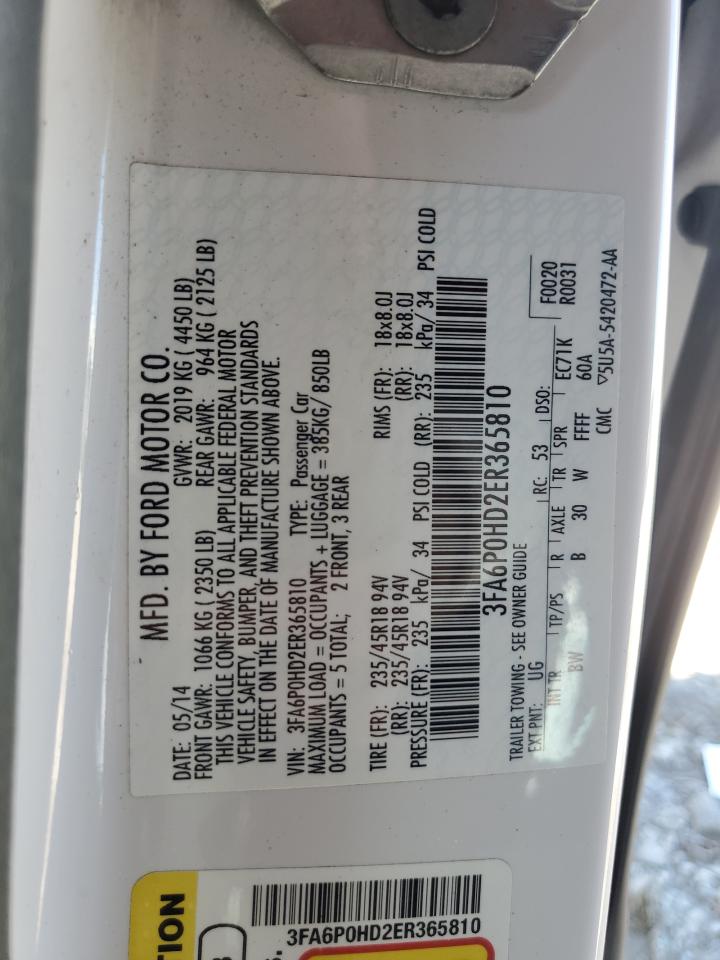 MFD. BY FORD MOTOR CO.
DATE: 05/14 GVWR: 2019 KG ( 4450 LB)
FRONT GAWR: 1066 KG ( 2350 LB) REAR GAWR: 964 KG ( 2125 LB)
THIS VEHICLE CONFORMS TO ALL APPLICABLE FEDERAL MOTOR
VEHICLE SAFETY, BUMPER, AND THEFT PREVENTION STANDARDS
IN EFFECT ON THE DATE OF MANUFACTURE SHOWN ABOVE.
VIN: 3FA6P0HD2ER365810 TYPE: Passenger Car
MAXIMUM LOAD = OCCUPANTS + LUGGAGE = 385KG/ 850LB
OCCUPANTS = 5 TOTAL; 2 FRONT, 3 REAR
TIRE (FR): 235/45R18 94V RIMS (FR): 18x8.0J
(RR): 235/45R18 94V (RR): 18x8.0J
PRESSURE (FR): 235 kPa/ 34 PSI COLD (RR): 235 kPa/ 34 PSI COLD
3FA6P0HD2ER365810
TRAILER TOWING - SEE OWNER GUIDE
EXT PNT: UG RC: 53 DSO: F0020
R0031
INT TR TP/PS R AXLE TR SPR EC71K
BW B 30 W FFFF 60A
CMC ▽5U5A-5420472-AA
TION
3FA6P0HD2ER365810